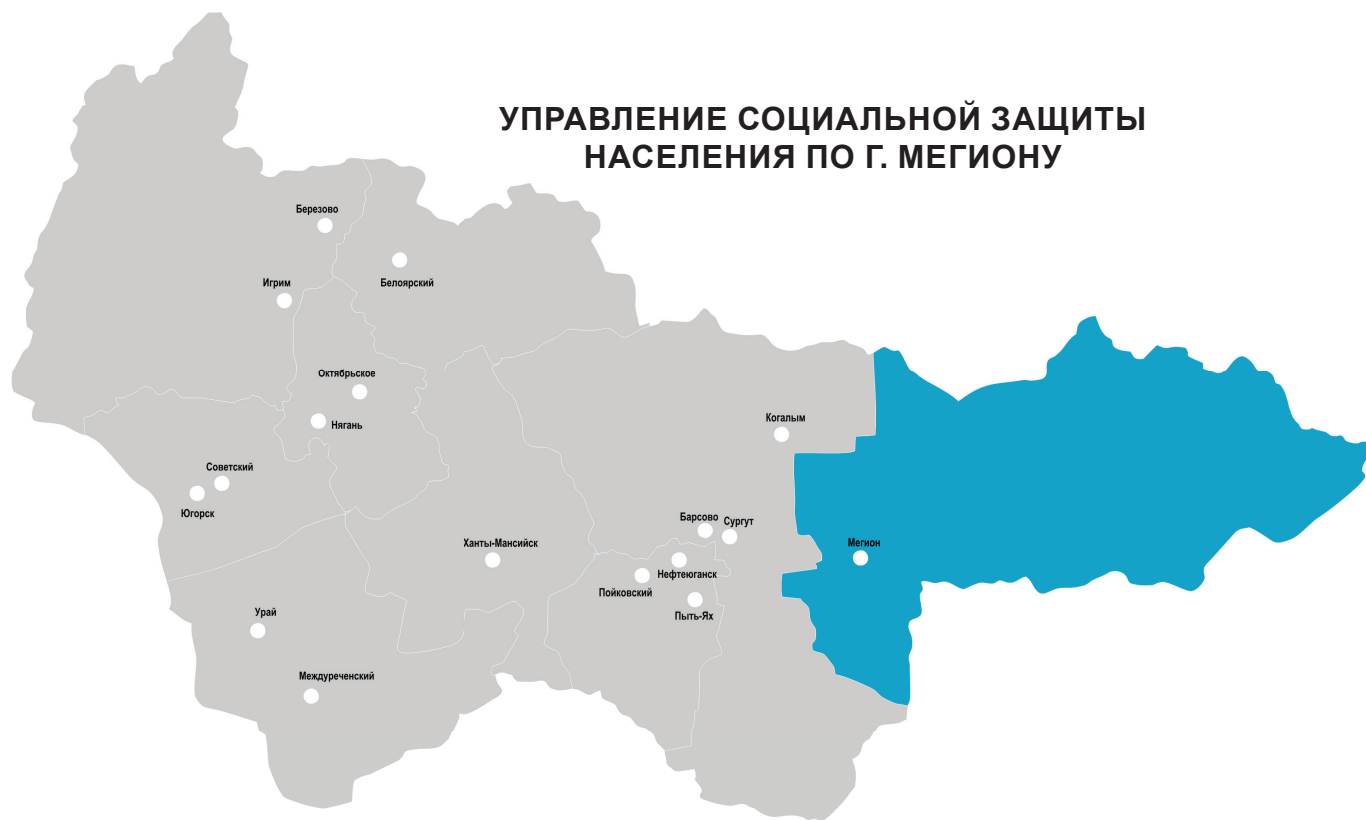 УПРАВЛЕНИЕ СОЦИАЛЬНОЙ ЗАЩИТЫ
НАСЕЛЕНИЯ ПО Г. МЕГИОНУ
Березово
Белоярский
Игрим
Октябрьское
Нягань
Когалым
Советский
Югорск
Барсово
Сургут
Ханты-Мансийск
Мегион
Нефтеюганск
Пойковский
Пыть-Ях
Урай
Междуреченский